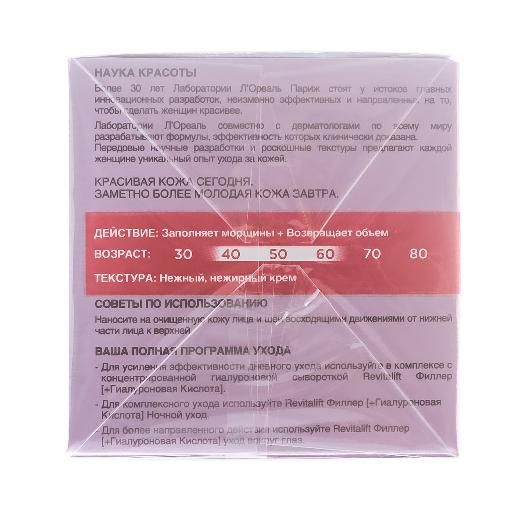 НАУКА КРАСОТЫ
Более 30 лет Лаборатории Л'Ореаль Париж стоят у истоков главных
инновационных разработок, неизменно эффективных и направленных на то,
чтобы сделать женщин красивее.
Лаборатории Л'Ореаль совместно с дерматологами по всему миру
разрабатывают формулы, эффективность которых клинически доказана.
Передовые научные разработки и роскошные текстуры предлагают каждой
женщине уникальный опыт ухода за кожей.
КРАСИВАЯ КОЖА СЕГОДНЯ.
ЗАМЕТНО БОЛЕЕ МОЛОДАЯ КОЖА ЗАВТРА.
ДЕЙСТВИЕ: Заполняет морщины + Возвращает объем
ВОЗРАСТ: 30 40 50 60 70 80
ТЕКСТУРА: Нежный, нежирный крем
СОВЕТЫ ПО ИСПОЛЬЗОВАНИЮ
Наносите на очищенную кожу лица и шеи восходящими движениями от нижней
части лица к верхней
ВАША ПОЛНАЯ ПРОГРАММА УХОДА
- Для усиления эффективности дневного ухода используйте в комплексе с
концентрированной гиалуроновой сывороткой Revitalift Филлер
[+Гиалуроновая Кислота].
- Для комплексного ухода используйте Revitalift Филлер [+Гиалуроновая
Кислота] Ночной уход.
- Для более направленного действия используйте Revitalift Филлер
[+Гиалуроновая Кислота] уход вокруг глаз.